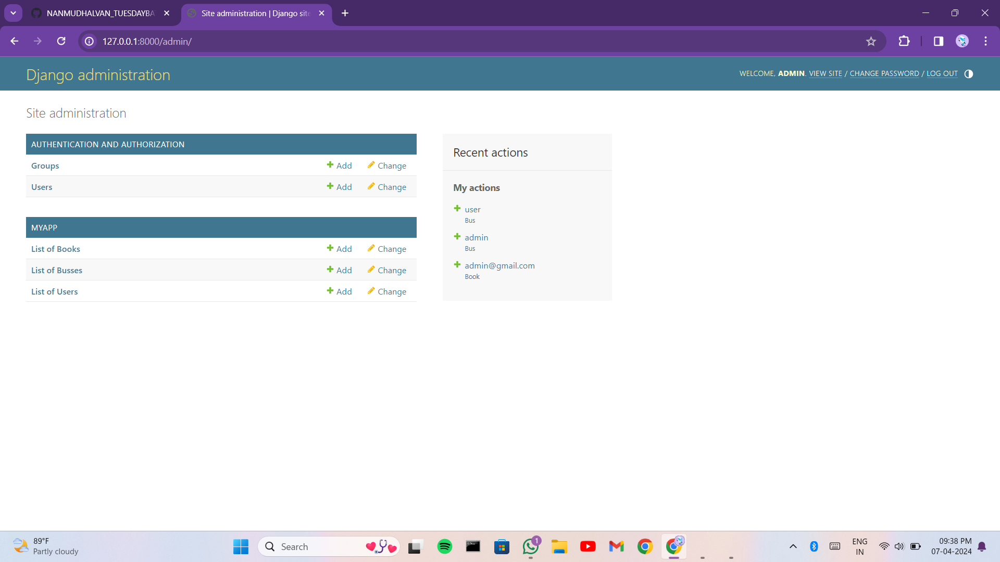 NANMUDHALVAN_TUESDAYBA
Site administration | Django site
127.0.0.1:8000/admin/
Django administration
WELCOME, ADMIN. VIEW SITE / CHANGE PASSWORD / LOG OUT
Site administration
AUTHENTICATION AND AUTHORIZATION
Groups Add Change
Users Add Change
MYAPP
List of Books Add Change
List of Busses Add Change
List of Users Add Change
Recent actions
My actions
user
Bus
admin
Bus
admin@gmail.com
Book
89°F
Partly cloudy
Search
1
ENG
IN
09:38 PM
07-04-2024